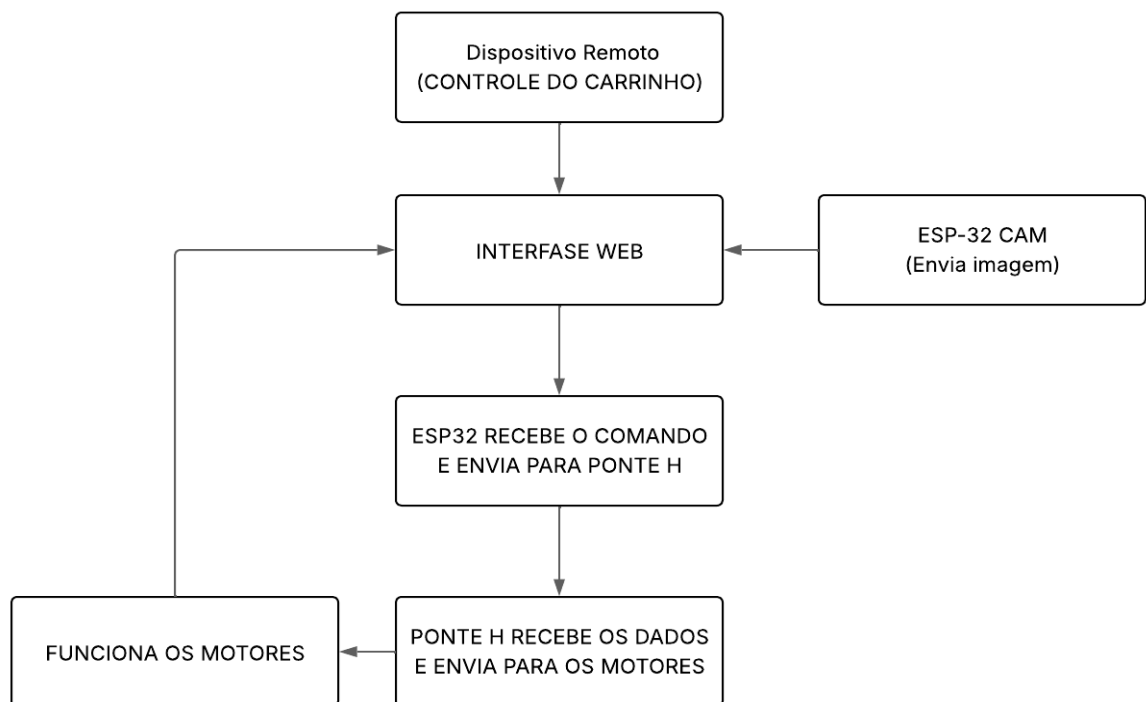 Dispositivo Remoto
(CONTROLE DO CARRINHO)
INTERFASE WEB
ESP-32 CAM
(Envia imagem)
ESP32 RECEBE O COMANDO
E ENVIA PARA PONTE H
FUNCIONA OS MOTORES
PONTE H RECEBE OS DADOS
E ENVIA PARA OS MOTORES